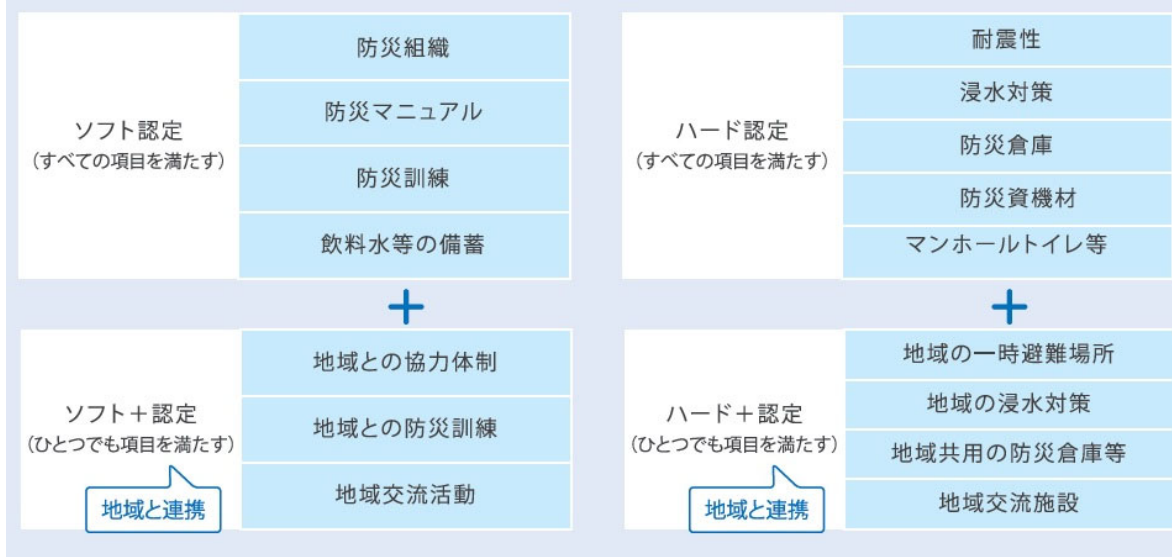 ソフト認定
（すべての項目を満たす）
防災組織
防災マニュアル
防災訓練
飲料水等の備蓄
+
ソフト＋認定
（ひとつでも項目を満たす）
地域と連携
地域との協力体制
地域との防災訓練
地域交流活動
ハード認定
（すべての項目を満たす）
耐震性
浸水対策
防災倉庫
防災資機材
マンホールトイレ等
+
ハード＋認定
（ひとつでも項目を満たす）
地域と連携
地域の一時避難場所
地域の浸水対策
地域共用の防災倉庫等
地域交流施設